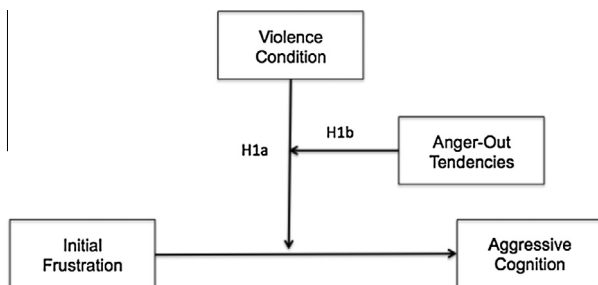 Violence
Condition
H1b
H1a
Anger-Out
Tendencies
Initial
Frustration
Aggressive
Cognition